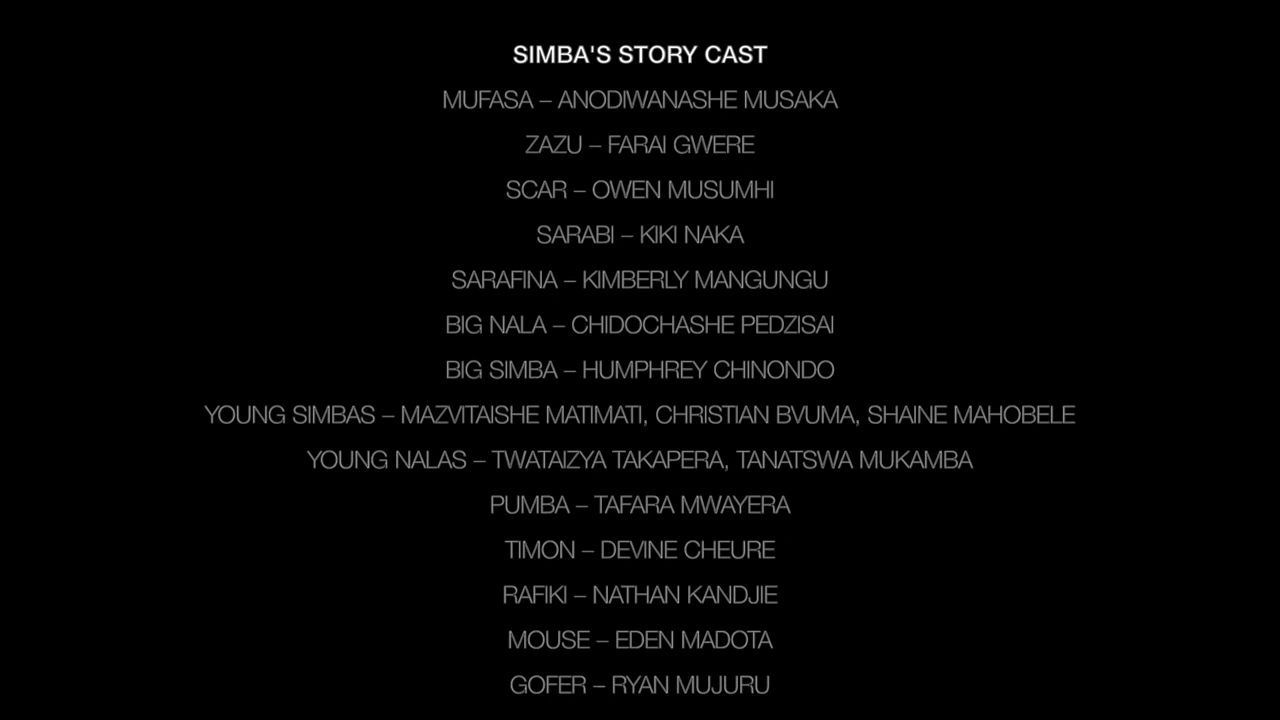 SIMBA'S STORY CAST
MUFASA – ANODIWANASHE MUSAKA
ZAZU – FARAI GWERE
SCAR – OWEN MUSUMHI
SARABI – KIKI NAKA
SARAFINA – KIMBERLY MANGUNGU
BIG NALA – CHIDOCHASHE PEDZISAI
BIG SIMBA – HUMPHREY CHINONDO
YOUNG SIMBAS – MAZVITAISHE MATIMATI, CHRISTIAN BVUMA, SHAINE MAHOBELE
YOUNG NALAS – TWATAIZYA TAKAPERA, TANATSWA MUKAMBA
PUMBA – TAFARA MWAYERA
TIMON – DEVINE CHEURE
RAFIKI – NATHAN KANDJIE
MOUSE – EDEN MADOTA
GOFER – RYAN MUJURU